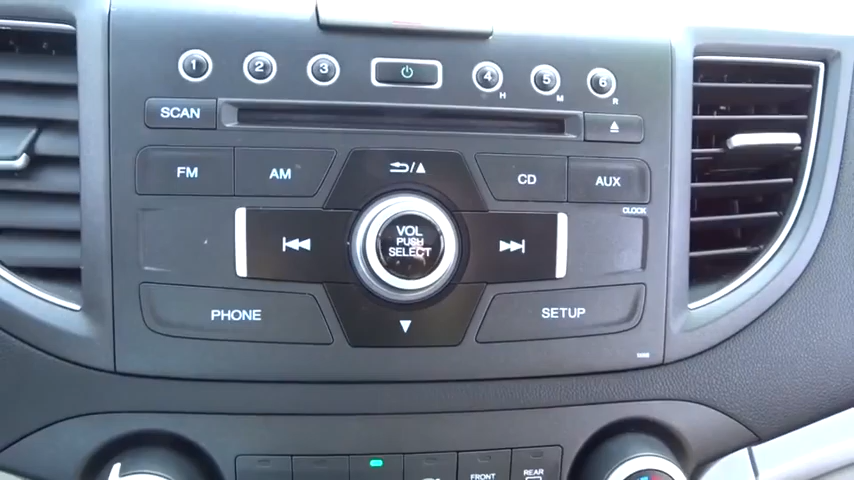 1 2 3 4 5 6
H M R
SCAN
FM AM CD AUX
CLOCK
VOL
PUSH
SELECT
PHONE SETUP
FRONT REAR